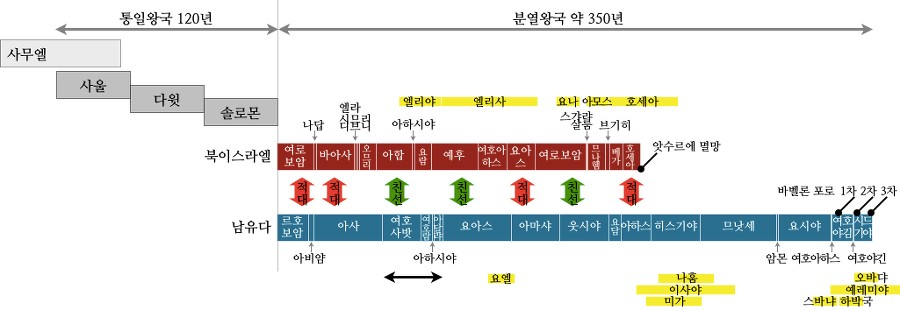 통일왕국 120년
분열왕국 약 350년
사무엘
사울
다윗
솔로몬
엘리야
엘리사
요나
아모스
호세아
나답
엘라
시므리
디브니
아하시야
스가랴
살룸
브가히
북이스라엘
여로
보암
바아사
오므리
아합
요람
예후
여호아
하스
요아
스
여로보암
므나헴
베가
호세아
앗수르에 멸망
적대
적대
친선
친선
적대
친선
적대
바벨론 포로 1차 2차 3차
남유다
르호
보암
아사
여호
사밧
여호람
아달랴
요아스
아마샤
웃시야
요담
아하스
히스기야
므낫세
요시야
여호
야김
시드
기야
아비얌
아하시야
암몬
여호아하스
여호야긴
요엘
나훔
이사야
미가
오바댜
예레미야
스바냐
하박국